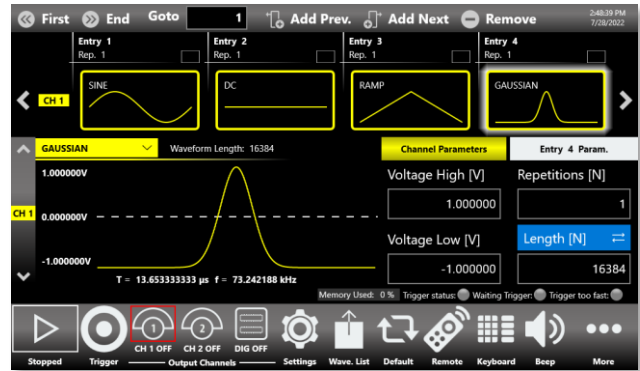 First End Goto 1 Add Prev. Add Next Remove 2:48:39 PM
7/28/2022
Entry 1 Entry 2 Entry 3 Entry 4
Rep. 1 Rep. 1 Rep. 1 Rep. 1
CH 1 SINE DC RAMP GAUSSIAN
GAUSSIAN Waveform Length: 16384 Channel Parameters Entry 4 Param.
1.000000V Voltage High [V] Repetitions [N]
1.000000 1
CH 1 0.000000V Voltage Low [V] Length [N]
-1.000000V -1.000000 16384
T = 13.653333333 µs f = 73.242188 kHz
Memory Used: 0 % Trigger status: Waiting Trigger: Trigger too fast:
1 2
CH 1 OFF CH 2 OFF DIG OFF
Stopped Trigger Output Channels Settings Wave. List Default Remote Keyboard Beep More